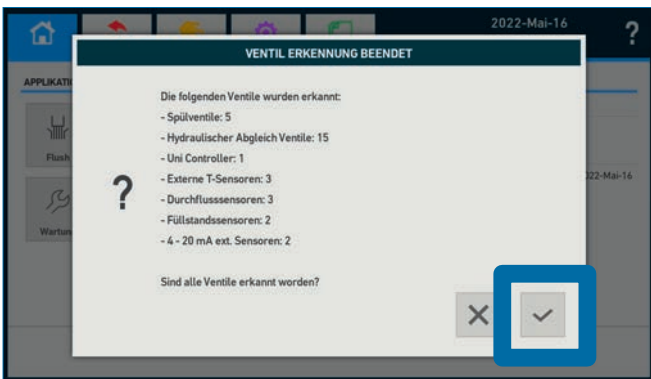 2022-Mai-16
?
VENTIL ERKENNUNG BEENDET
APPLIKATI
Die folgenden Ventile wurden erkannt:
- Spülventile: 5
- Hydraulischer Abgleich Ventile: 15
Flush
- Uni Controller: 1
- Externe T-Sensoren: 3
022-Mai-16
?
- Durchflusssensoren: 3
- Füllstandssensoren: 2
Wartun
- 4 - 20 mA ext. Sensoren: 2
Sind alle Ventile erkannt worden?